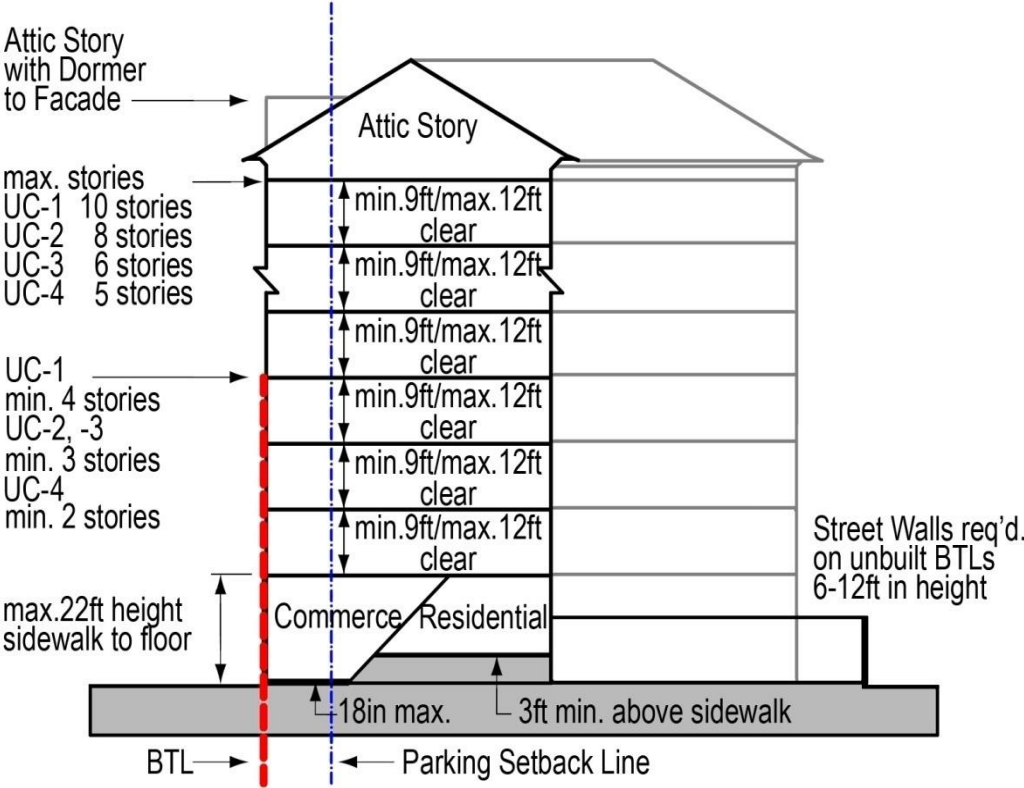 Attic Story
with Dormer
to Facade
Attic Story
max. stories
UC-1 10 stories
UC-2 8 stories
UC-3 6 stories
UC-4 5 stories
min.9ft/max.12ft
clear
min.9ft/max.12ft
clear
min.9ft/max.12ft
clear
UC-1
min. 4 stories
UC-2, -3
min. 3 stories
UC-4
min. 2 stories
min.9ft/max.12ft
clear
min.9ft/max.12ft
clear
min.9ft/max.12ft
clear
Street Walls req'd.
on unbuilt BTLs
6-12ft in height
max.22ft height
sidewalk to floor
Commerce
Residential
18in max.
3ft min. above sidewalk
BTL
Parking Setback Line